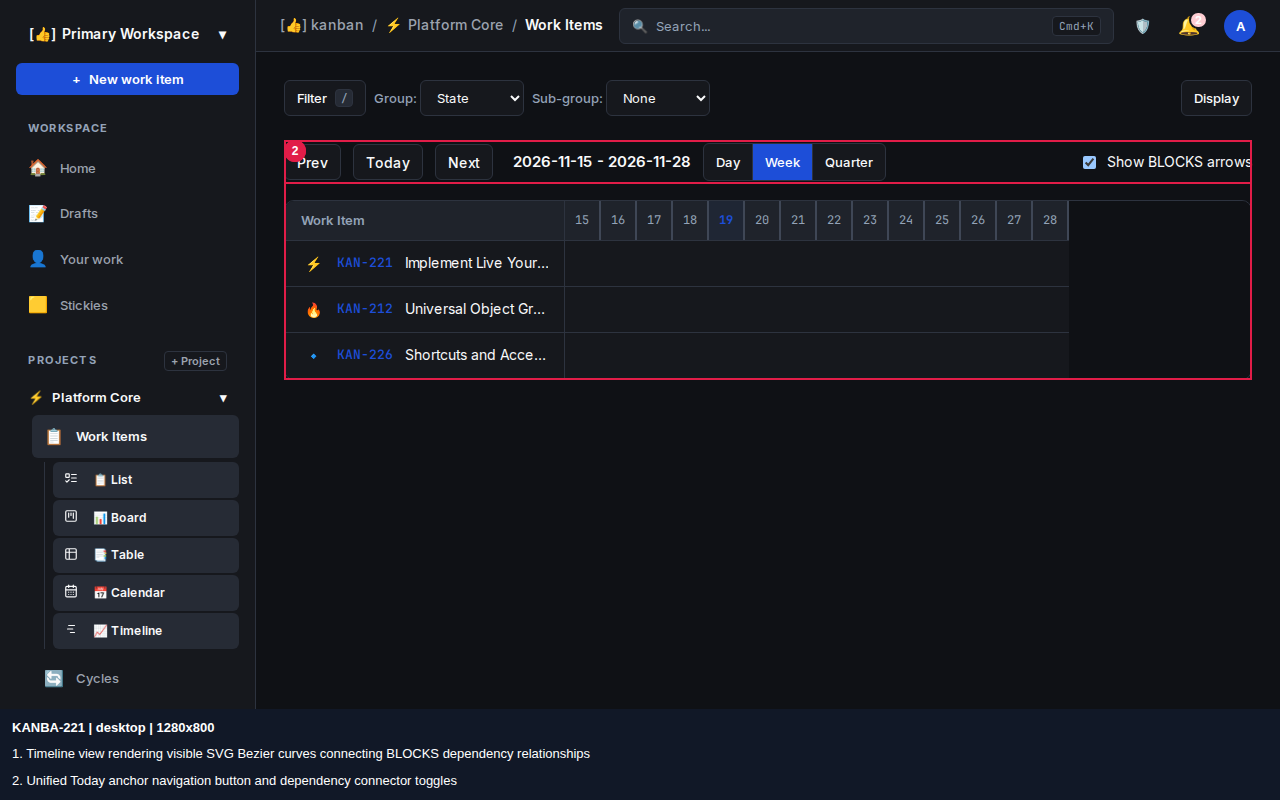 [👍] Primary Workspace ▼
[👍] kanban / ⚡ Platform Core / Work Items
🔍 Search... Cmd+K
🛡️ 🔔 2 A
+ New work item
WORKSPACE
🏠 Home
📝 Drafts
👤 Your work
🟨 Stickies
PROJECTS
+ Project
⚡ Platform Core ▼
📋 Work Items
📋 List
📊 Board
📑 Table
📅 Calendar
📈 Timeline
🔄 Cycles
Filter /
Group: State
Sub-group: None
Display
2
Prev Today Next 2026-11-15 - 2026-11-28 Day Week Quarter Show BLOCKS arrows
Work Item 15 16 17 18 19 20 21 22 23 24 25 26 27 28
⚡ KAN-221 Implement Live Your...
🔥 KAN-212 Universal Object Gr...
🔹 KAN-226 Shortcuts and Acce...
KANBA-221 | desktop | 1280x800
1. Timeline view rendering visible SVG Bezier curves connecting BLOCKS dependency relationships
2. Unified Today anchor navigation button and dependency connector toggles